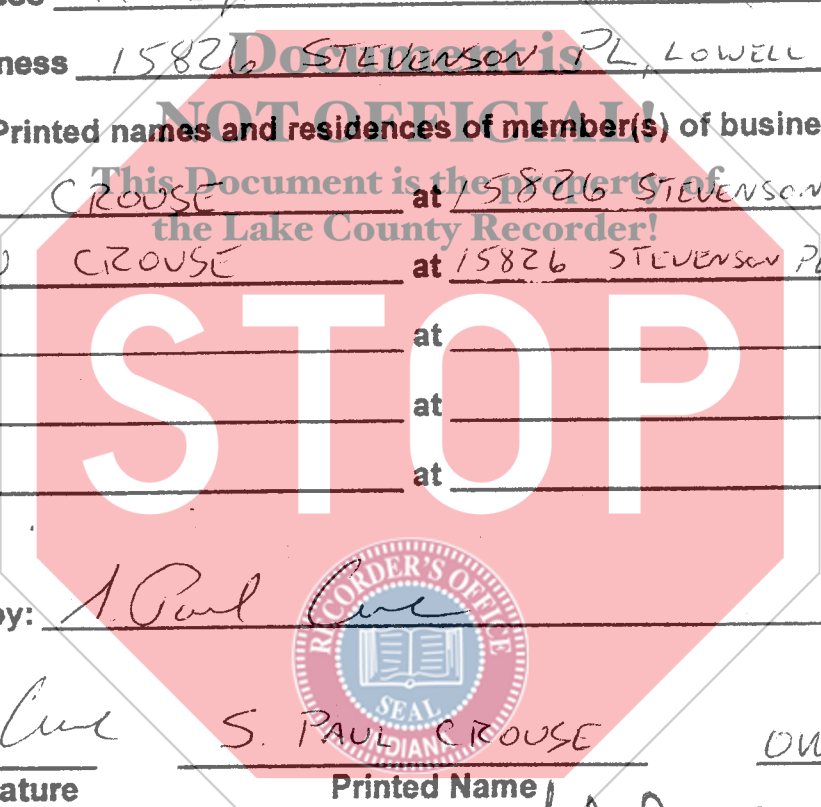 ness 15826 STEVENSON PL, LOWELL
Document is
NOT OFFICIAL!
Printed names and residences of member(s) of busine
This Document is the property of
CROUSE at 15826 STEVENSON
the Lake County Recorder!
CROUSE at 15826 STEVENSON PL
at
at
STOP
at
by: S. Paul Crouse
RECORDER'S OFFICE
SEAL
INDIANA
S. PAUL CROUSE
ature Printed Name